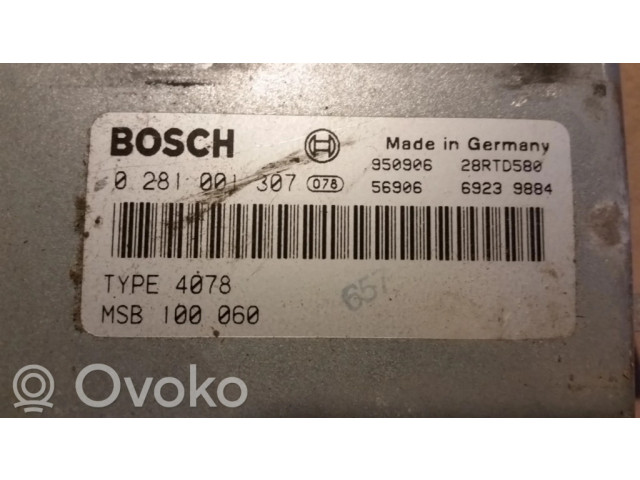 BOSCH
Made in Germany
950906 28RTD580
0 281 001 307 078
56906 6923 9884
TYPE 4078
657
MSB 100 060
Ovoko